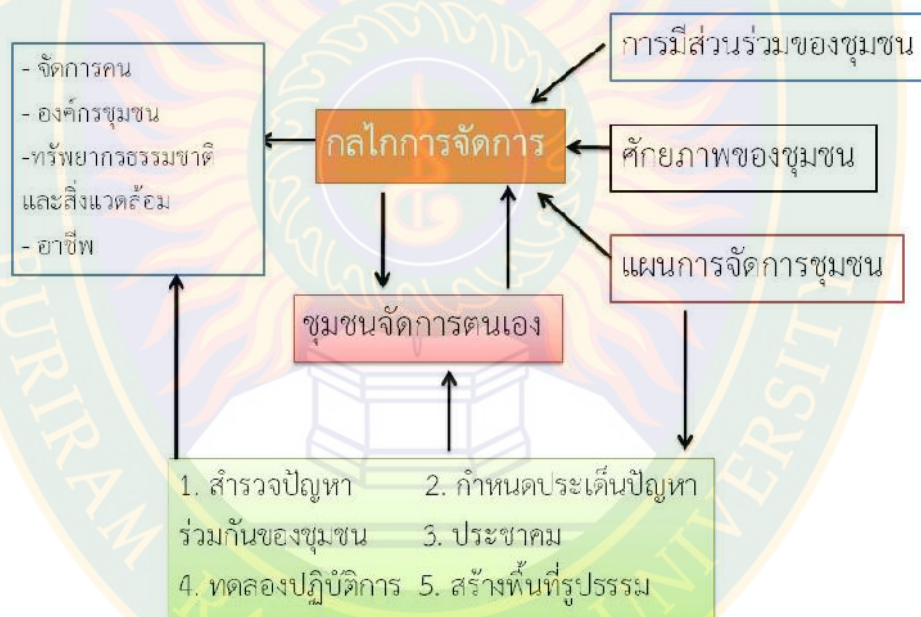 การมีส่วนร่วมของชุมชน
- จัดการคน
- องค์กรชุมชน
-ทรัพยากรธรรมชาติ
และสิ่งแวดล้อม
- อาชีพ
กลไกการจัดการ
ศักยภาพของชุมชน
แผนการจัดการชุมชน
ชุมชนจัดการตนเอง
1. สำรวจปัญหา 2. กำหนดประเด็นปัญหา
ร่วมกันของชุมชน 3. ประชาคม
4. ทดลองปฏิบัติการ 5. สร้างพื้นที่รูปธรรม
BURIRAM
UNIVERSITY